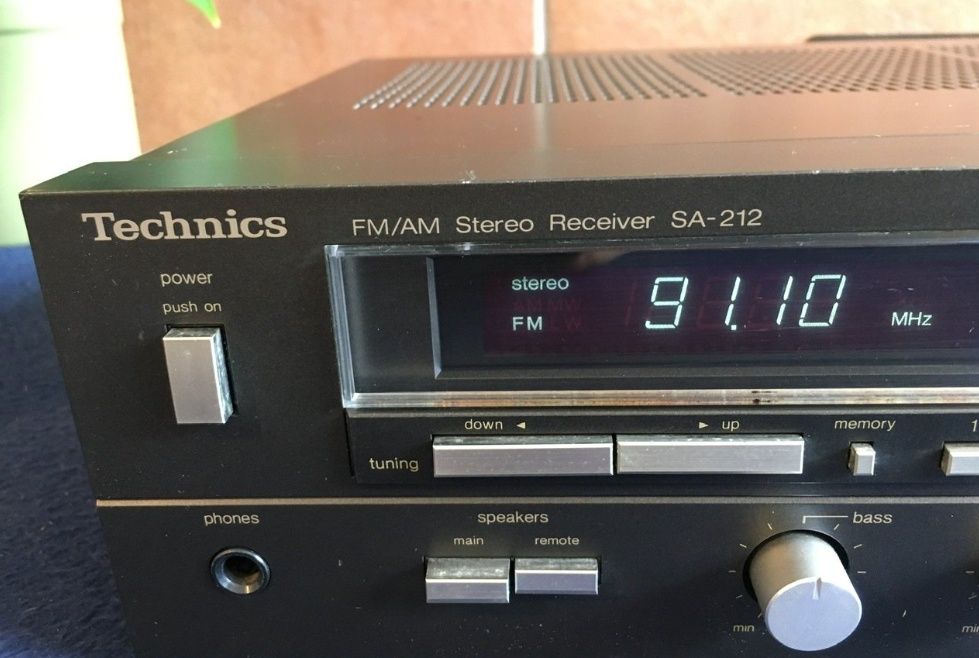 Technics
FM/AM Stereo Receiver SA-212
power
push on
stereo
FM
91.10
MHz
down ◄
► up
memory
1
tuning
phones
speakers
main
remote
bass
min